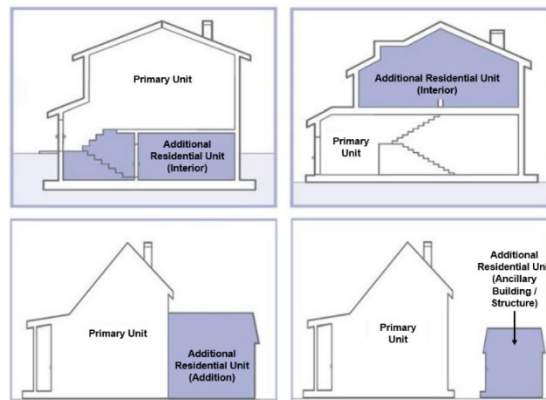 Primary Unit
Additional
Residential Unit
(Interior)
Additional Residential Unit
(Interior)
Primary
Unit
Primary Unit
Additional
Residential Unit
(Addition)
Primary
Unit
Additional
Residential Unit
(Ancillary
Building /
Structure)